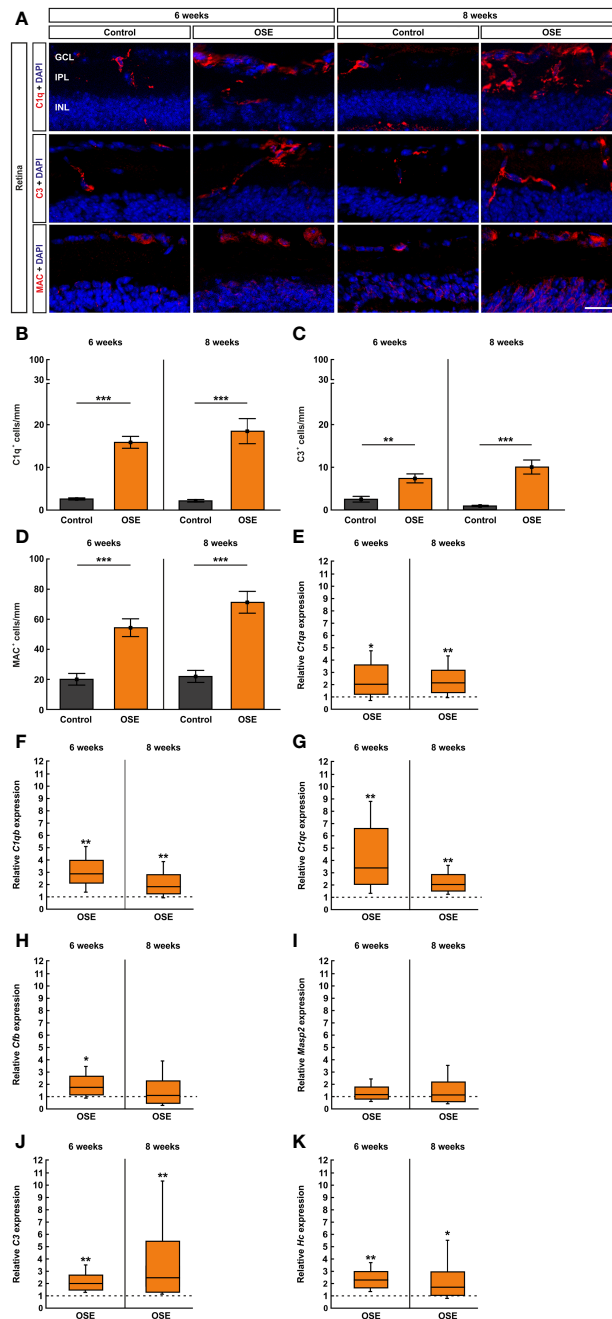 A
6 weeks
8 weeks
Control
OSE
Control
OSE
Retina
C1q + DAPI
GCL
IPL
INL
C3 + DAPI
MAC + DAPI
B
6 weeks
8 weeks
C1q⁺ cells/mm
100
30
20
10
0
***
***
Control
OSE
Control
OSE
C
6 weeks
8 weeks
C3⁺ cells/mm
100
30
20
10
0
**
***
Control
OSE
Control
OSE
D
6 weeks
8 weeks
MAC⁺ cells/mm
100
80
60
40
20
0
***
***
Control
OSE
Control
OSE
E
6 weeks
8 weeks
Relative C1qa expression
12
11
10
9
8
7
6
5
4
3
2
1
0
*
**
OSE
OSE
F
6 weeks
8 weeks
Relative C1qb expression
12
11
10
9
8
7
6
5
4
3
2
1
0
**
**
OSE
OSE
G
6 weeks
8 weeks
Relative C1qc expression
12
11
10
9
8
7
6
5
4
3
2
1
0
**
**
OSE
OSE
H
6 weeks
8 weeks
Relative Cfb expression
12
11
10
9
8
7
6
5
4
3
2
1
0
*
OSE
OSE
I
6 weeks
8 weeks
Relative Masp2 expression
12
11
10
9
8
7
6
5
4
3
2
1
0
OSE
OSE
J
6 weeks
8 weeks
Relative C3 expression
12
11
10
9
8
7
6
5
4
3
2
1
0
**
**
OSE
OSE
K
6 weeks
8 weeks
Relative Hc expression
12
11
10
9
8
7
6
5
4
3
2
1
0
**
*
OSE
OSE